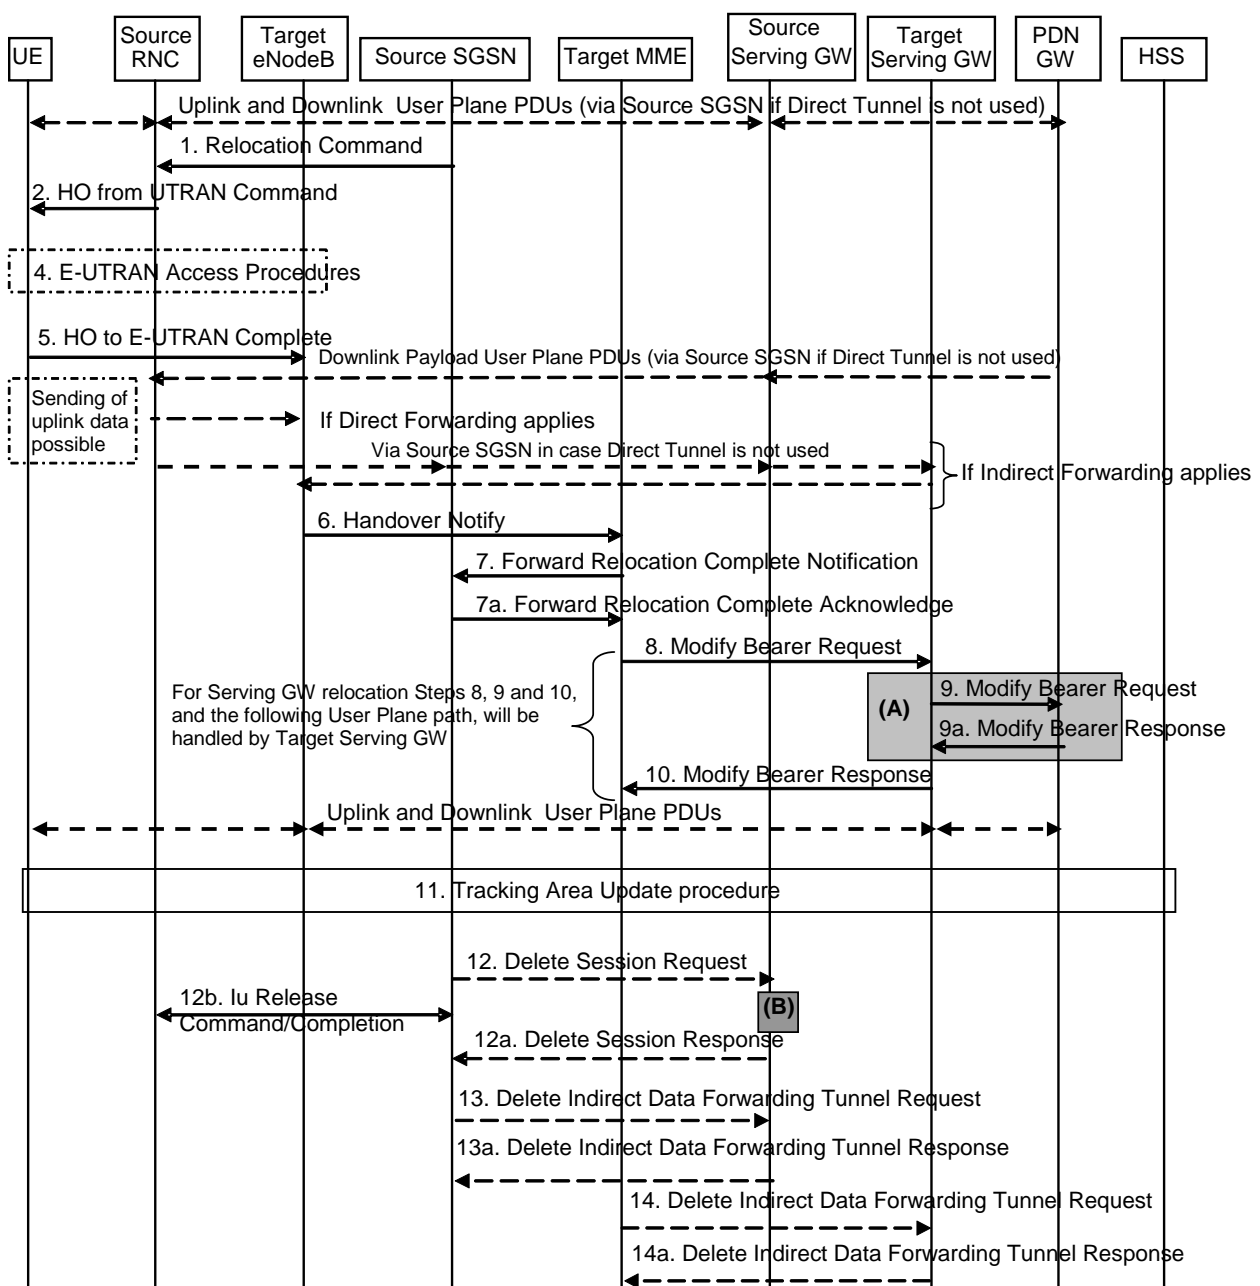 UE
Source
RNC
Target
eNodeB
Source SGSN
Target MME
Source
Serving GW
Target
Serving GW
PDN
GW
HSS
Uplink and Downlink User Plane PDUs (via Source SGSN if Direct Tunnel is not used)
1. Relocation Command
2. HO from UTRAN Command
4. E-UTRAN Access Procedures
5. HO to E-UTRAN Complete
Downlink Payload User Plane PDUs (via Source SGSN if Direct Tunnel is not used)
Sending of
uplink data
possible
If Direct Forwarding applies
Via Source SGSN in case Direct Tunnel is not used
If Indirect Forwarding applies
6. Handover Notify
7. Forward Relocation Complete Notification
7a. Forward Relocation Complete Acknowledge
8. Modify Bearer Request
For Serving GW relocation Steps 8, 9 and 10,
and the following User Plane path, will be
handled by Target Serving GW
(A)
9. Modify Bearer Request
9a. Modify Bearer Response
10. Modify Bearer Response
Uplink and Downlink User Plane PDUs
11. Tracking Area Update procedure
12. Delete Session Request
12b. Iu Release
Command/Completion
(B)
12a. Delete Session Response
13. Delete Indirect Data Forwarding Tunnel Request
13a. Delete Indirect Data Forwarding Tunnel Response
14. Delete Indirect Data Forwarding Tunnel Request
14a. Delete Indirect Data Forwarding Tunnel Response